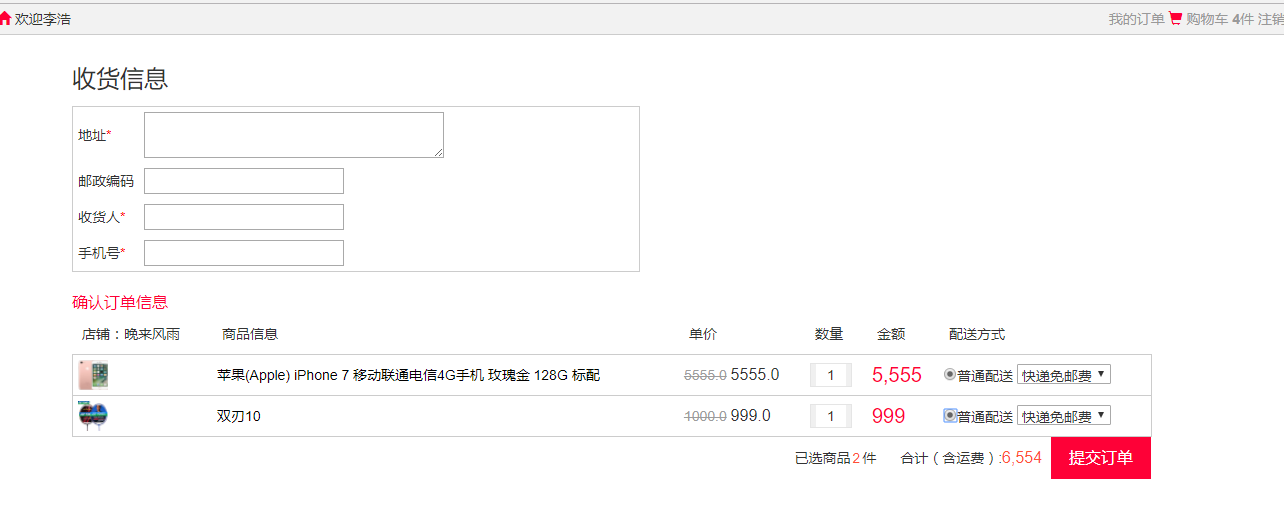 欢迎李浩 我的订单 购物车 4件 注销
收货信息
地址*
邮政编码
收货人*
手机号*
确认订单信息
店铺：晚来风雨 商品信息 单价 数量 金额 配送方式
苹果(Apple) iPhone 7 移动联通电信4G手机 玫瑰金 128G 标配 5555.0 5555.0 1 5,555 普通配送 快递免邮费
双刃10 1000.0 999.0 1 999 普通配送 快递免邮费
已选商品2件 合计（含运费）:6,554 提交订单